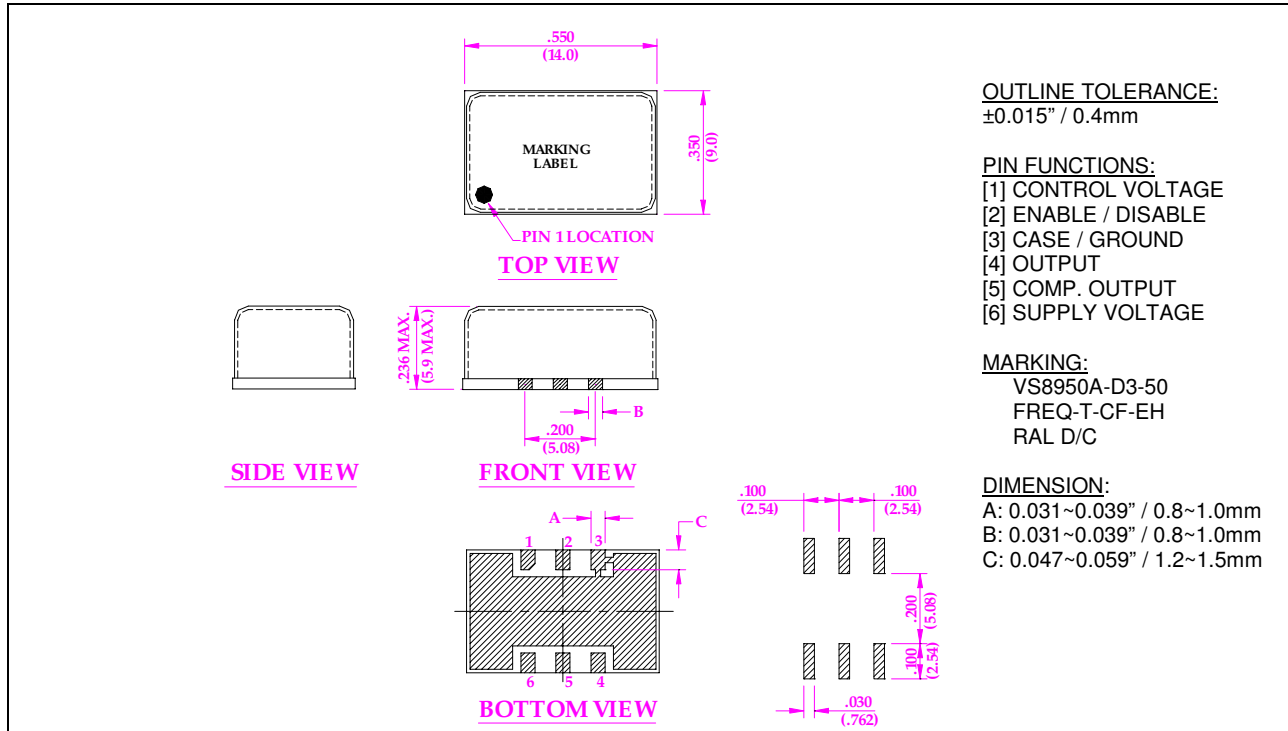 .550
(14.0)
MARKING
LABEL
.350
(9.0)
PIN 1 LOCATION
TOP VIEW
.236 MAX.
(5.9 MAX.)
B
.200
(5.08)
SIDE VIEW
FRONT VIEW
A
C
1 2 3
6 5 4
BOTTOM VIEW
.100
(2.54)
.100
(2.54)
.200
(5.08)
.100
(2.54)
.030
(.762)
OUTLINE TOLERANCE:
±0.015” / 0.4mm
PIN FUNCTIONS:
[1] CONTROL VOLTAGE
[2] ENABLE / DISABLE
[3] CASE / GROUND
[4] OUTPUT
[5] COMP. OUTPUT
[6] SUPPLY VOLTAGE
MARKING:
VS8950A-D3-50
FREQ-T-CF-EH
RAL D/C
DIMENSION:
A: 0.031~0.039” / 0.8~1.0mm
B: 0.031~0.039” / 0.8~1.0mm
C: 0.047~0.059” / 1.2~1.5mm